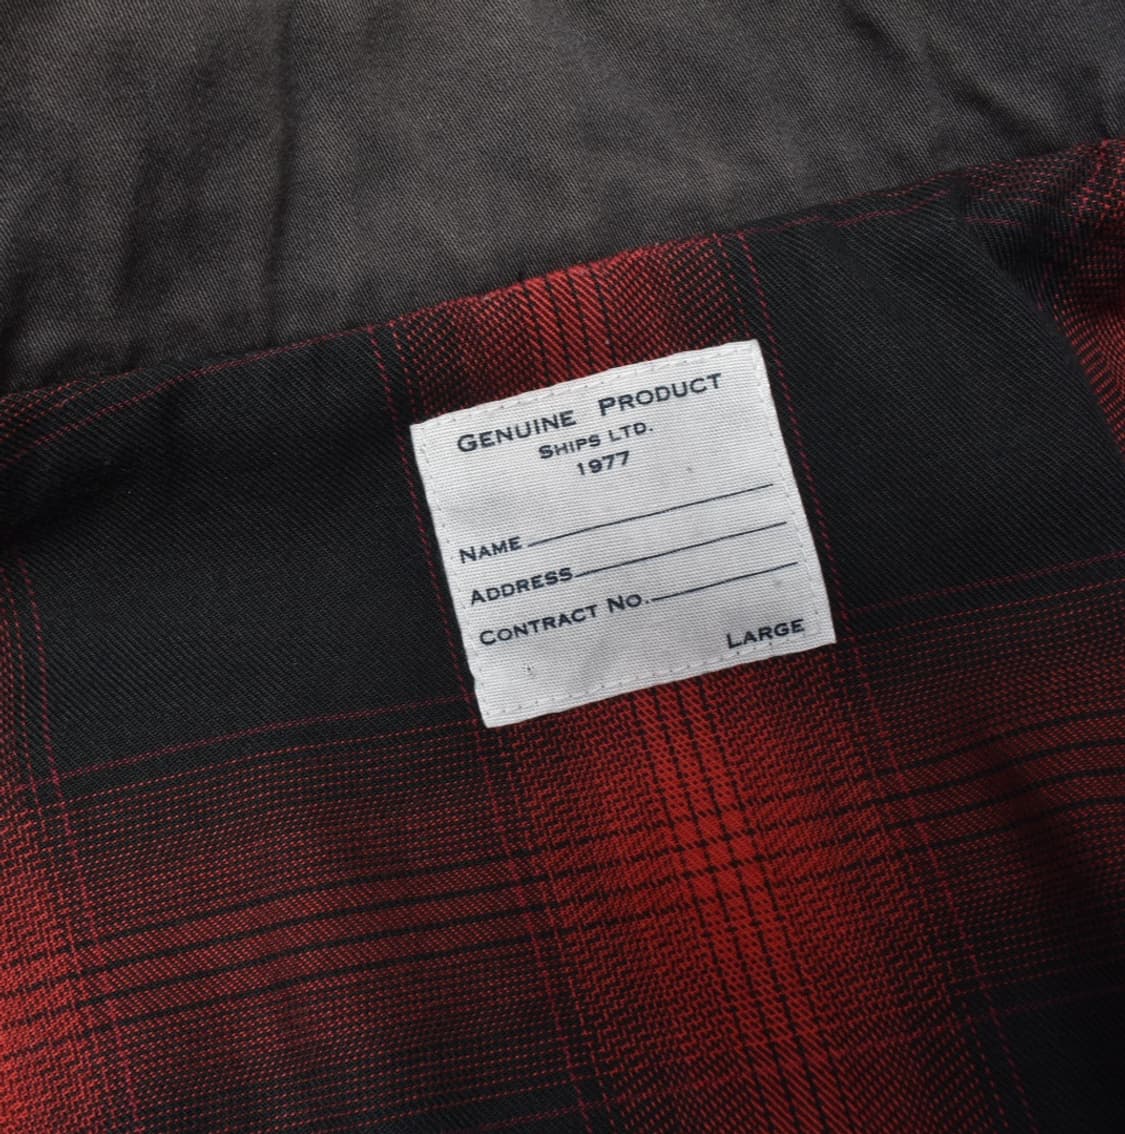 GENUINE PRODUCT
SHIPS LTD.
1977
NAME
ADDRESS
CONTRACT NO.
LARGE